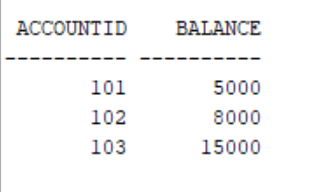 ACCOUNTID BALANCE
---------- ----------
101 5000
102 8000
103 15000